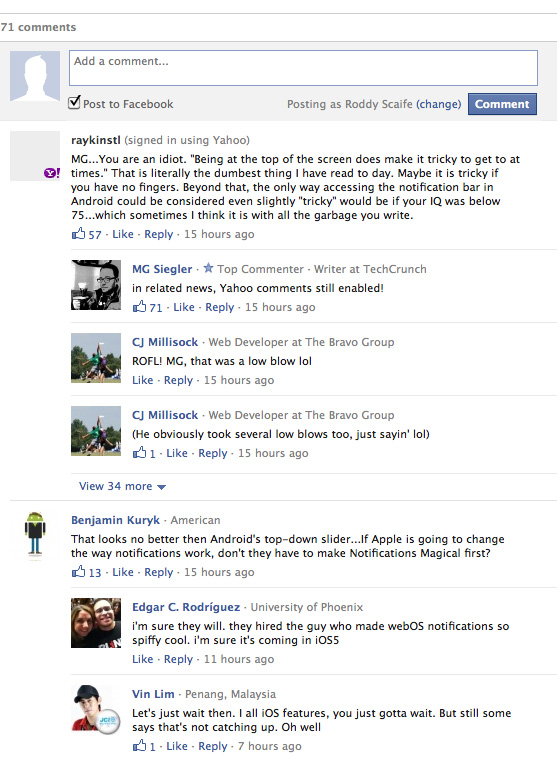 71 comments
Add a comment...
Post to Facebook
Posting as Roddy Scaife (change)
Comment
raykinstl (signed in using Yahoo)
Y!
MG...You are an idiot. "Being at the top of the screen does make it tricky to get to at
times." That is literally the dumbest thing I have read to day. Maybe it is tricky if
you have no fingers. Beyond that, the only way accessing the notification bar in
Android could be considered even slightly "tricky" would be if your IQ was below
75...which sometimes I think it is with all the garbage you write.
57 · Like · Reply · 15 hours ago
MG Siegler · Top Commenter · Writer at TechCrunch
in related news, Yahoo comments still enabled!
71 · Like · Reply · 15 hours ago
CJ Millisock · Web Developer at The Bravo Group
ROFL! MG, that was a low blow lol
Like · Reply · 15 hours ago
CJ Millisock · Web Developer at The Bravo Group
(He obviously took several low blows too, just sayin' lol)
1 · Like · Reply · 15 hours ago
View 34 more
Benjamin Kuryk · American
That looks no better then Android's top-down slider...If Apple is going to change
the way notifications work, don't they have to make Notifications Magical first?
13 · Like · Reply · 15 hours ago
Edgar C. Rodríguez · University of Phoenix
i'm sure they will. they hired the guy who made webOS notifications so
spiffy cool. i'm sure it's coming in iOS5
Like · Reply · 11 hours ago
Vin Lim · Penang, Malaysia
JCI
Let's just wait then. I all iOS features, you just gotta wait. But still some
says that's not catching up. Oh well
1 · Like · Reply · 7 hours ago